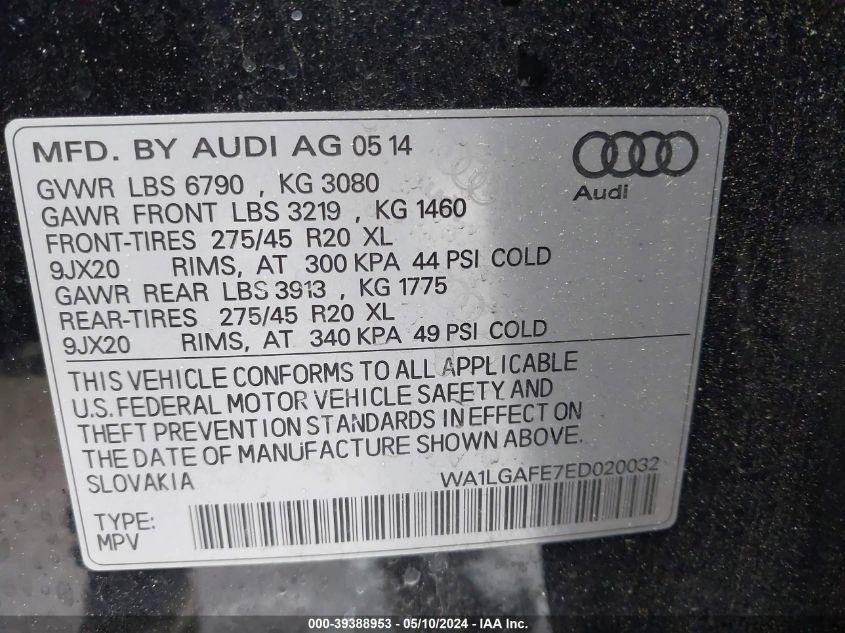 MFD. BY AUDI AG 05 14
Audi
GVWR LBS 6790 , KG 3080
GAWR FRONT LBS 3219 , KG 1460
FRONT-TIRES 275/45 R20 XL
9JX20 RIMS, AT 300 KPA 44 PSI COLD
GAWR REAR LBS 3913 , KG 1775
REAR-TIRES 275/45 R20 XL
9JX20 RIMS, AT 340 KPA 49 PSI COLD
THIS VEHICLE CONFORMS TO ALL APPLICABLE
U.S. FEDERAL MOTOR VEHICLE SAFETY AND
THEFT PREVENTION STANDARDS IN EFFECT ON
THE DATE OF MANUFACTURE SHOWN ABOVE.
SLOVAKIA WA1LGAFE7ED020032
TYPE:
MPV
000-39388953 - 05/10/2024 - IAA Inc.